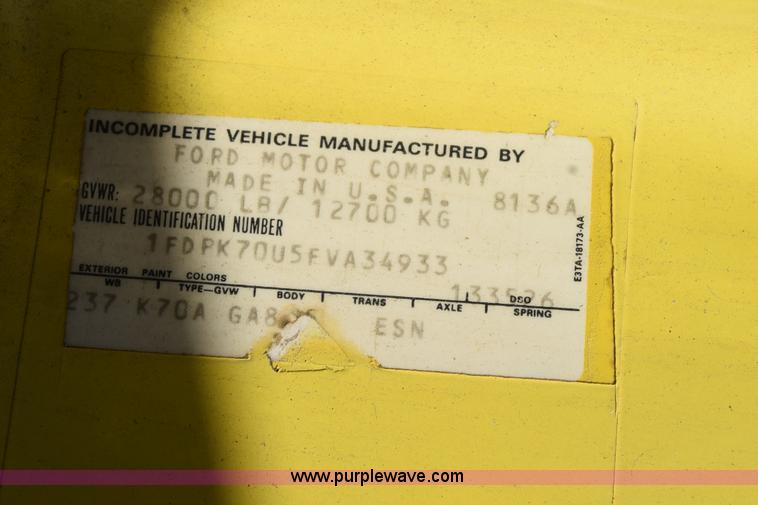 INCOMPLETE VEHICLE MANUFACTURED BY
FORD MOTOR COMPANY
MADE IN U.S.A.
GVWR: 28000 LB/ 12700 KG 8136A
VEHICLE IDENTIFICATION NUMBER
1FDPK70U5FVA34933
EXTERIOR PAINT COLORS 133526 DSO
WB TYPE—GVW BODY TRANS AXLE SPRING
237 K70A ESN
E3TA-18173-AA
www.purplewave.com